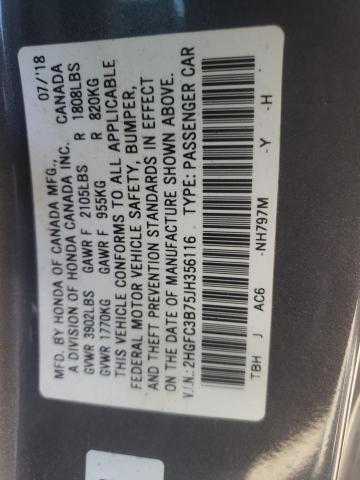 MFD. BY HONDA OF CANADA MFG., 07/'18
A DIVISION OF HONDA CANADA INC. CANADA
GVWR 3902LBS GAWR F 2105LBS R 1808LBS
GVWR 1770KG GAWR F 955KG R 820KG
THIS VEHICLE CONFORMS TO ALL APPLICABLE
FEDERAL MOTOR VEHICLE SAFETY, BUMPER,
AND THEFT PREVENTION STANDARDS IN EFFECT
ON THE DATE OF MANUFACTURE SHOWN ABOVE.
V.I.N.: 2HGFC3B75JH356116 TYPE: PASSENGER CAR
TBH J AC6 -NH797M -Y -H